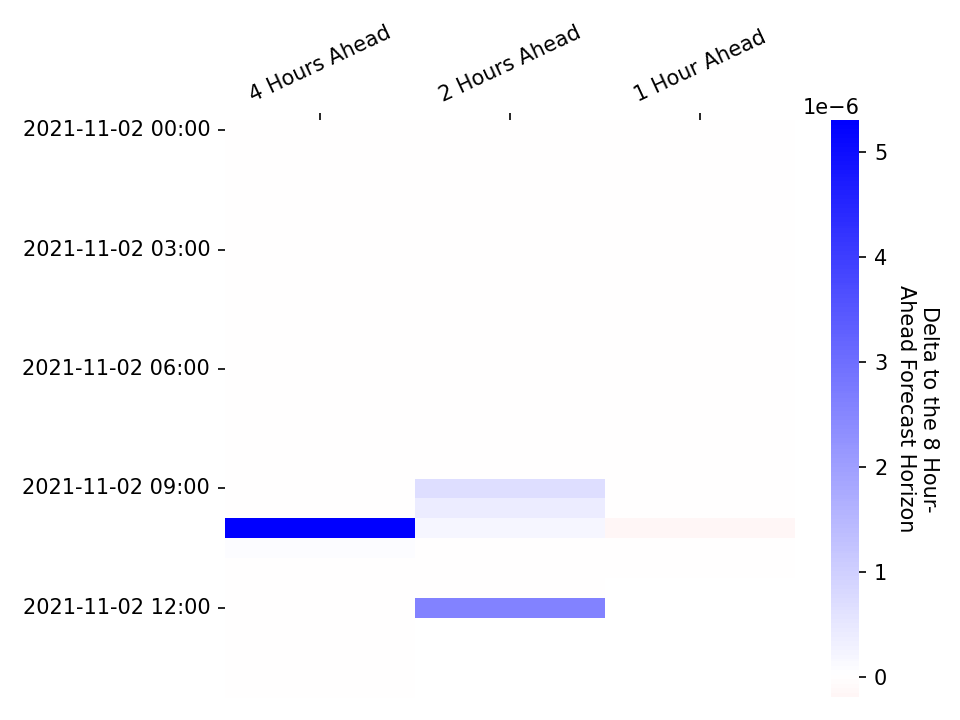 4 Hours Ahead
2 Hours Ahead
1 Hour Ahead
1e−6
2021-11-02 00:00
2021-11-02 03:00
2021-11-02 06:00
2021-11-02 09:00
2021-11-02 12:00
5
4
3
2
1
0
Delta to the 8 Hour-
Ahead Forecast Horizon